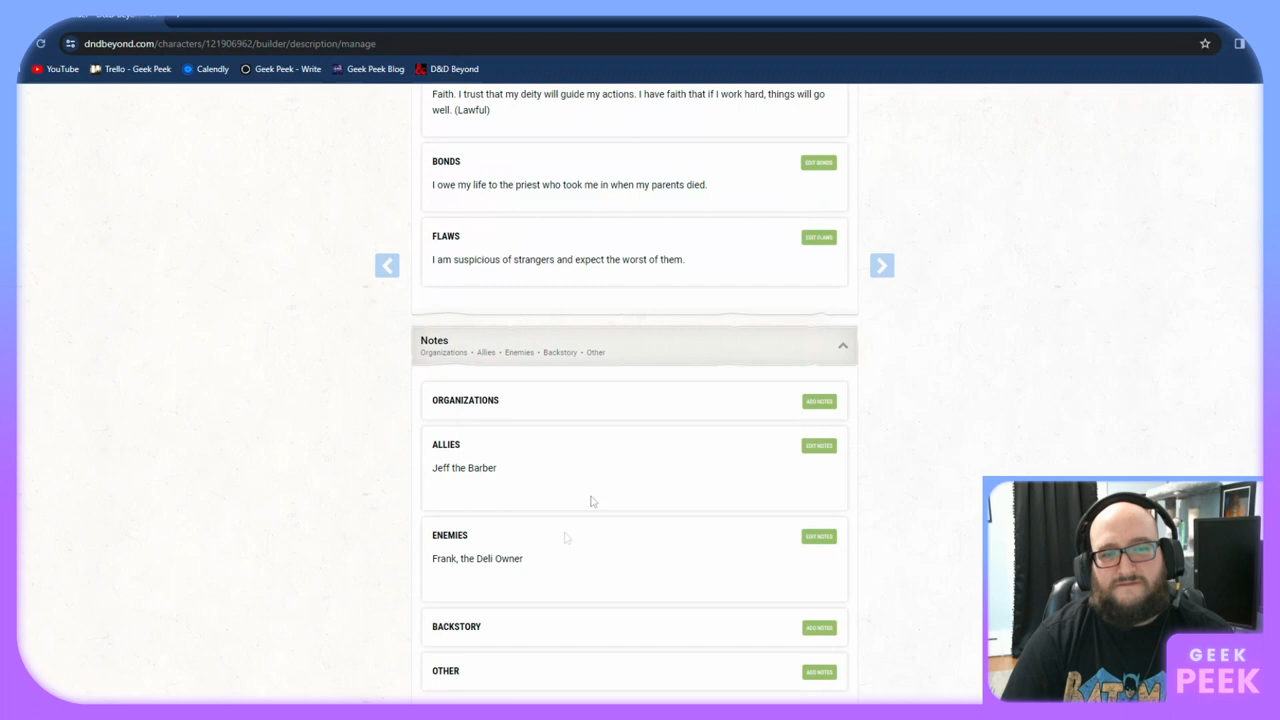 dndbeyond.com/characters/121906962/builder/description/manage
YouTube
Trello - Geek Peek
Calendly
Geek Peek - Write
Geek Peek Blog
D&D Beyond
Faith. I trust that my deity will guide my actions. I have faith that if I work hard, things will go
well. (Lawful)
BONDS
EDIT BONDS
I owe my life to the priest who took me in when my parents died.
FLAWS
EDIT FLAWS
I am suspicious of strangers and expect the worst of them.
Notes
Organizations • Allies • Enemies • Backstory • Other
ORGANIZATIONS
ADD NOTES
ALLIES
EDIT NOTES
Jeff the Barber
ENEMIES
EDIT NOTES
Frank, the Deli Owner
BACKSTORY
ADD NOTES
OTHER
ADD NOTES
GEEK
PEEK